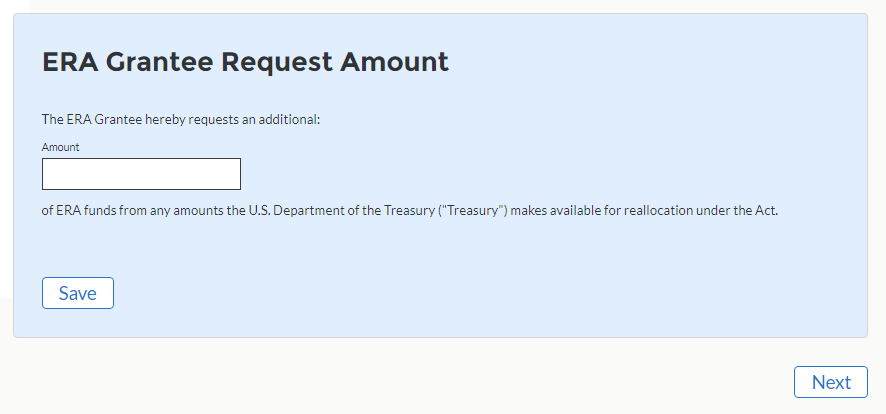 ERA Grantee Request Amount
The ERA Grantee hereby requests an additional:
Amount
of ERA funds from any amounts the U.S. Department of the Treasury ("Treasury") makes available for reallocation under the Act.
Save
Next